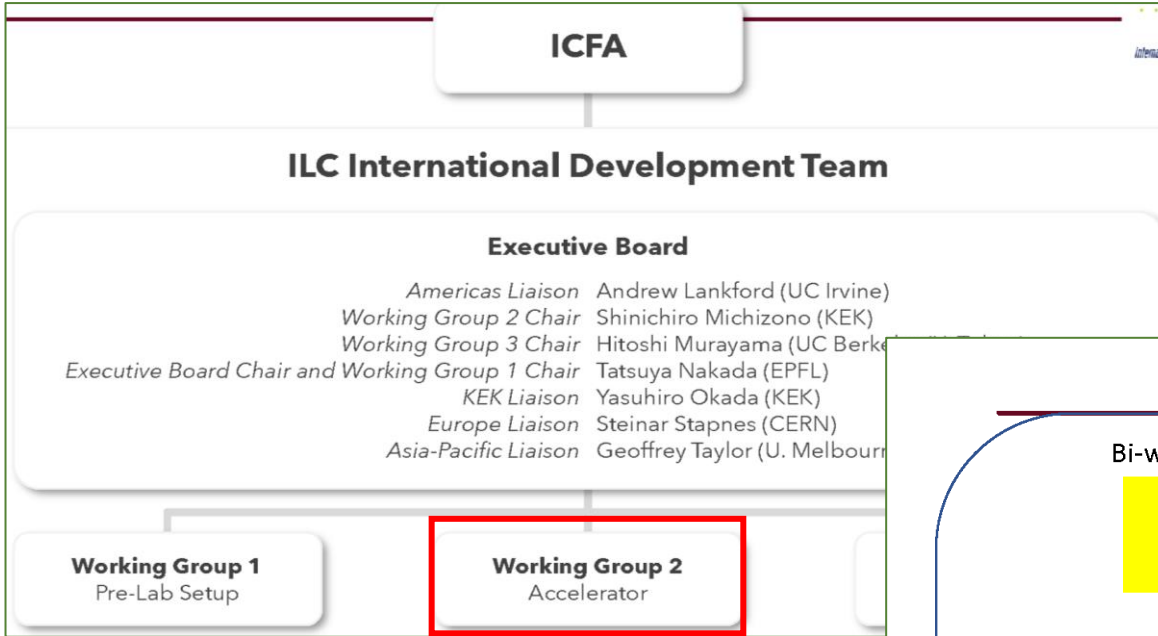 ICFA
ILC International Development Team
Executive Board
Americas Liaison Andrew Lankford (UC Irvine)
Working Group 2 Chair Shinichiro Michizono (KEK)
Working Group 3 Chair Hitoshi Murayama (UC
Executive Board Chair and Working Group 1 Chair Tatsuya Nakada (EPFL)
KEK Liaison Yasuhiro Okada (KEK)
Europe Liaison Steinar Stapnes (CERN)
Asia-Pacific Liaison Geoffrey Taylor (U.
Working Group 1
Pre-Lab Setup
Working Group 2
Accelerator